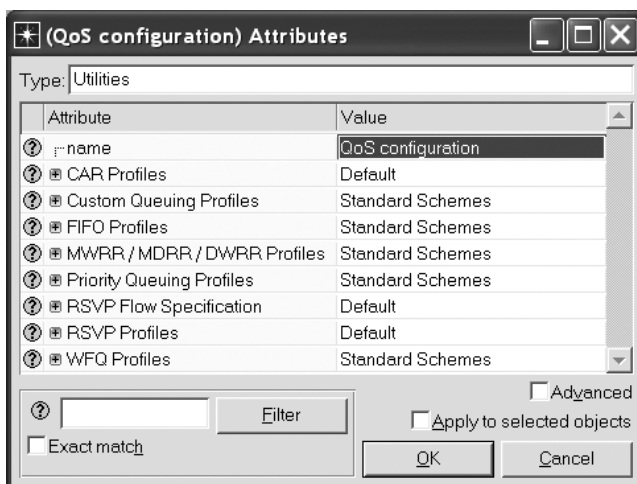 (QoS configuration) Attributes
Type: Utilities
Attribute Value
name QoS configuration
CAR Profiles Default
Custom Queuing Profiles Standard Schemes
FIFO Profiles Standard Schemes
MWRR / MDRR / DWRR Profiles Standard Schemes
Priority Queuing Profiles Standard Schemes
RSVP Flow Specification Default
RSVP Profiles Default
WFQ Profiles Standard Schemes
Advanced
Filter
Apply to selected objects
Exact match
OK Cancel